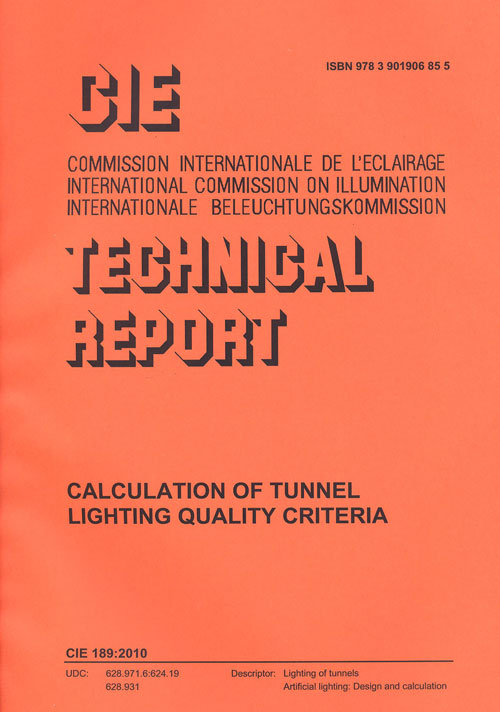 ISBN 978 3 901906 85 5
CIE
COMMISSION INTERNATIONALE DE L'ECLAIRAGE
INTERNATIONAL COMMISSION ON ILLUMINATION
INTERNATIONALE BELEUCHTUNGSKOMMISSION
TECHNICAL
REPORT
CALCULATION OF TUNNEL
LIGHTING QUALITY CRITERIA
CIE 189:2010
UDC: 628.971.6:624.19 Descriptor: Lighting of tunnels
628.931 Artificial lighting: Design and calculation